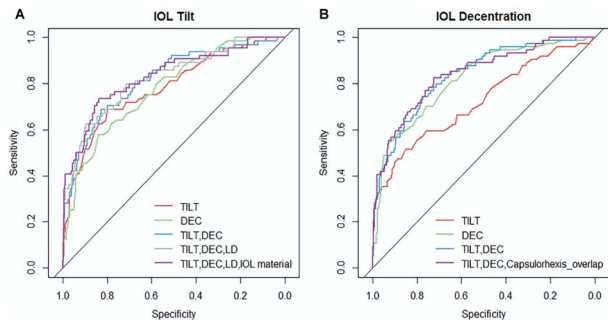 A
IOL Tilt
Sensitivity
1.0
0.8
0.6
0.4
0.2
0.0
TILT
DEC
TILT,DEC
TILT,DEC,LD
TILT,DEC,LD,IOL material
1.0 0.8 0.6 0.4 0.2 0.0
Specificity
B
IOL Decentration
Sensitivity
1.0
0.8
0.6
0.4
0.2
0.0
TILT
DEC
TILT,DEC
TILT,DEC,Capsulorhexis_overlap
1.0 0.8 0.6 0.4 0.2 0.0
Specificity